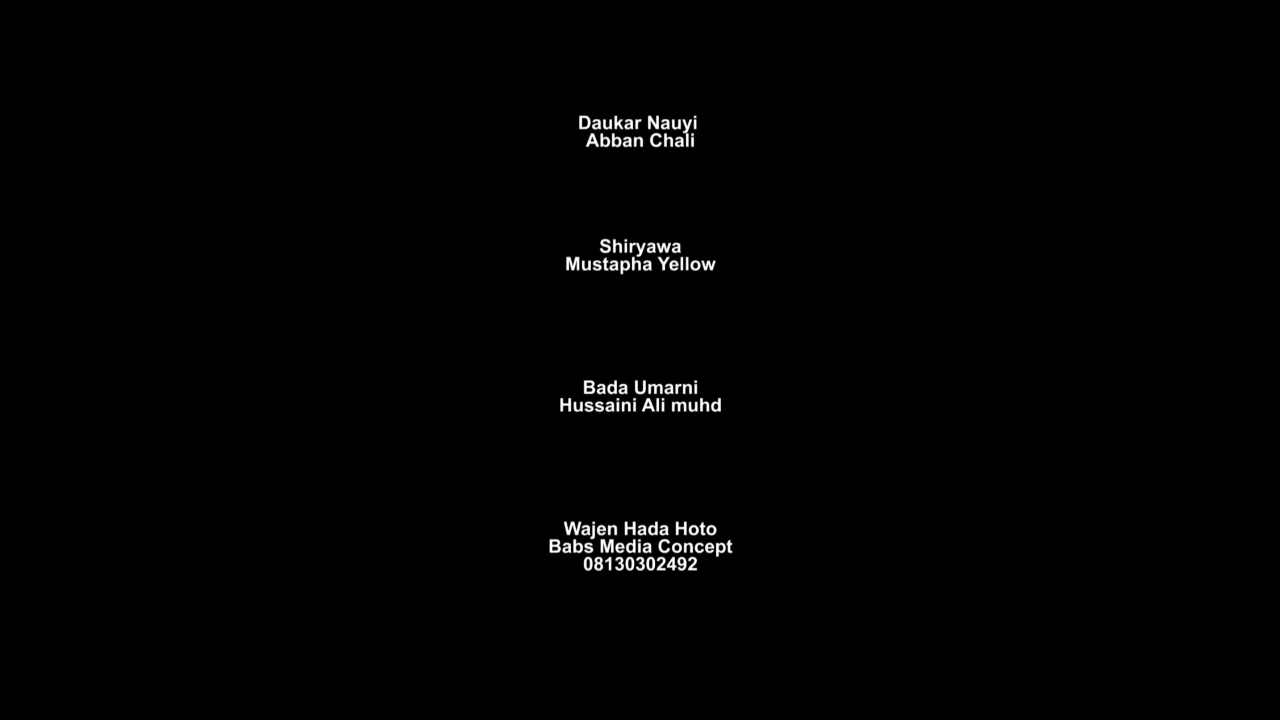 Daukar Nauyi
Abban Chali
Shiryawa
Mustapha Yellow
Bada Umarni
Hussaini Ali muhd
Wajen Hada Hoto
Babs Media Concept
08130302492